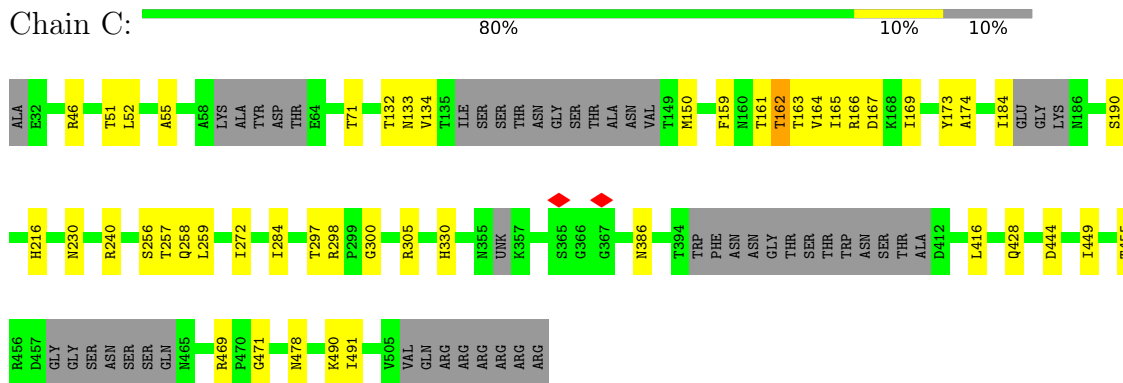 Chain C:
80% 10% 10%
ALA E32 R46 T51 L52 A55 A58 LYS ALA TYR ASP THR E64 T71 T132 N133 V134 T135 ILE SER SER THR ASN GLY SER THR ALA ASN VAL T149 M150 F159 N160 T161 T162 T163 V164 I165 R166 D167 K168 I169 Y173 A174 I184 GLU GLY LYS N186 S190
H216 N230 R240 S256 T257 Q258 L259 I272 I284 T297 R298 P299 G300 R305 H330 N355 UNK K357 S365 G366 G367 N386 T394 TRP PHE ASN ASN GLY THR SER THR TRP ASN SER THR ALA D412 L416 Q428 D444 I449 T455
R456 D457 GLY GLY SER ASN SER SER GLN N465 R469 P470 G471 N478 K490 I491 V505 VAL GLN ARG ARG ARG ARG ARG ARG